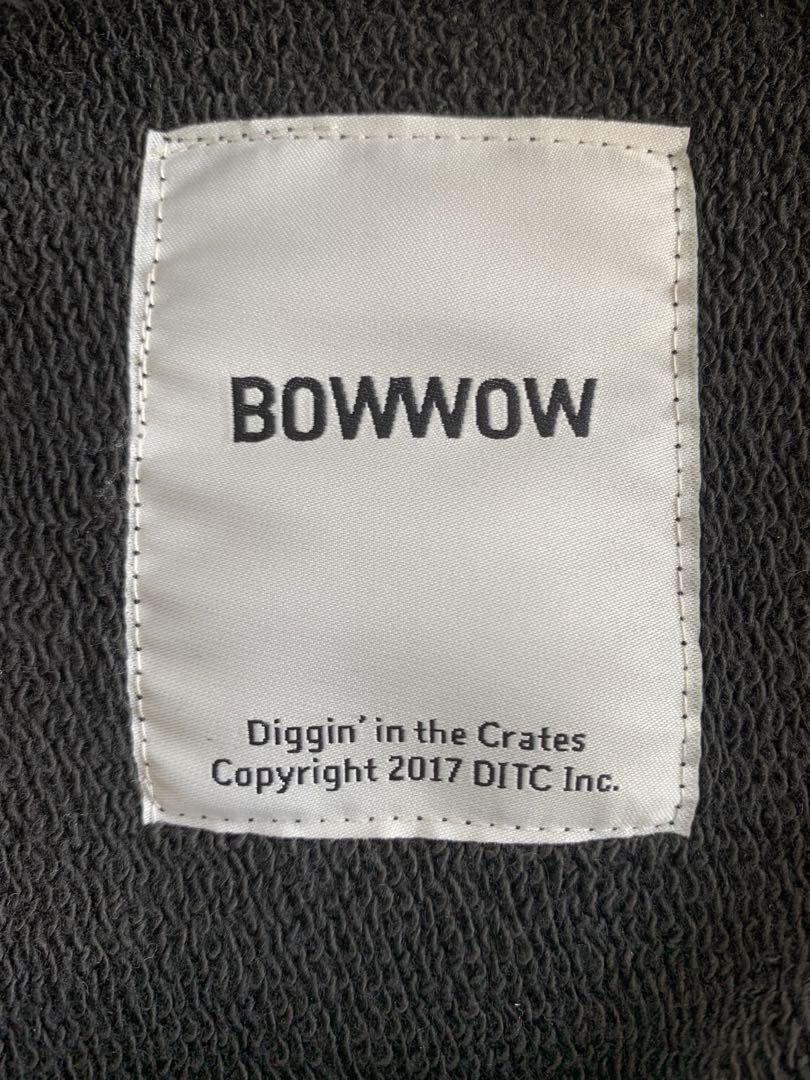 BOWWOW
Diggin' in the Crates
Copyright 2017 DITC Inc.